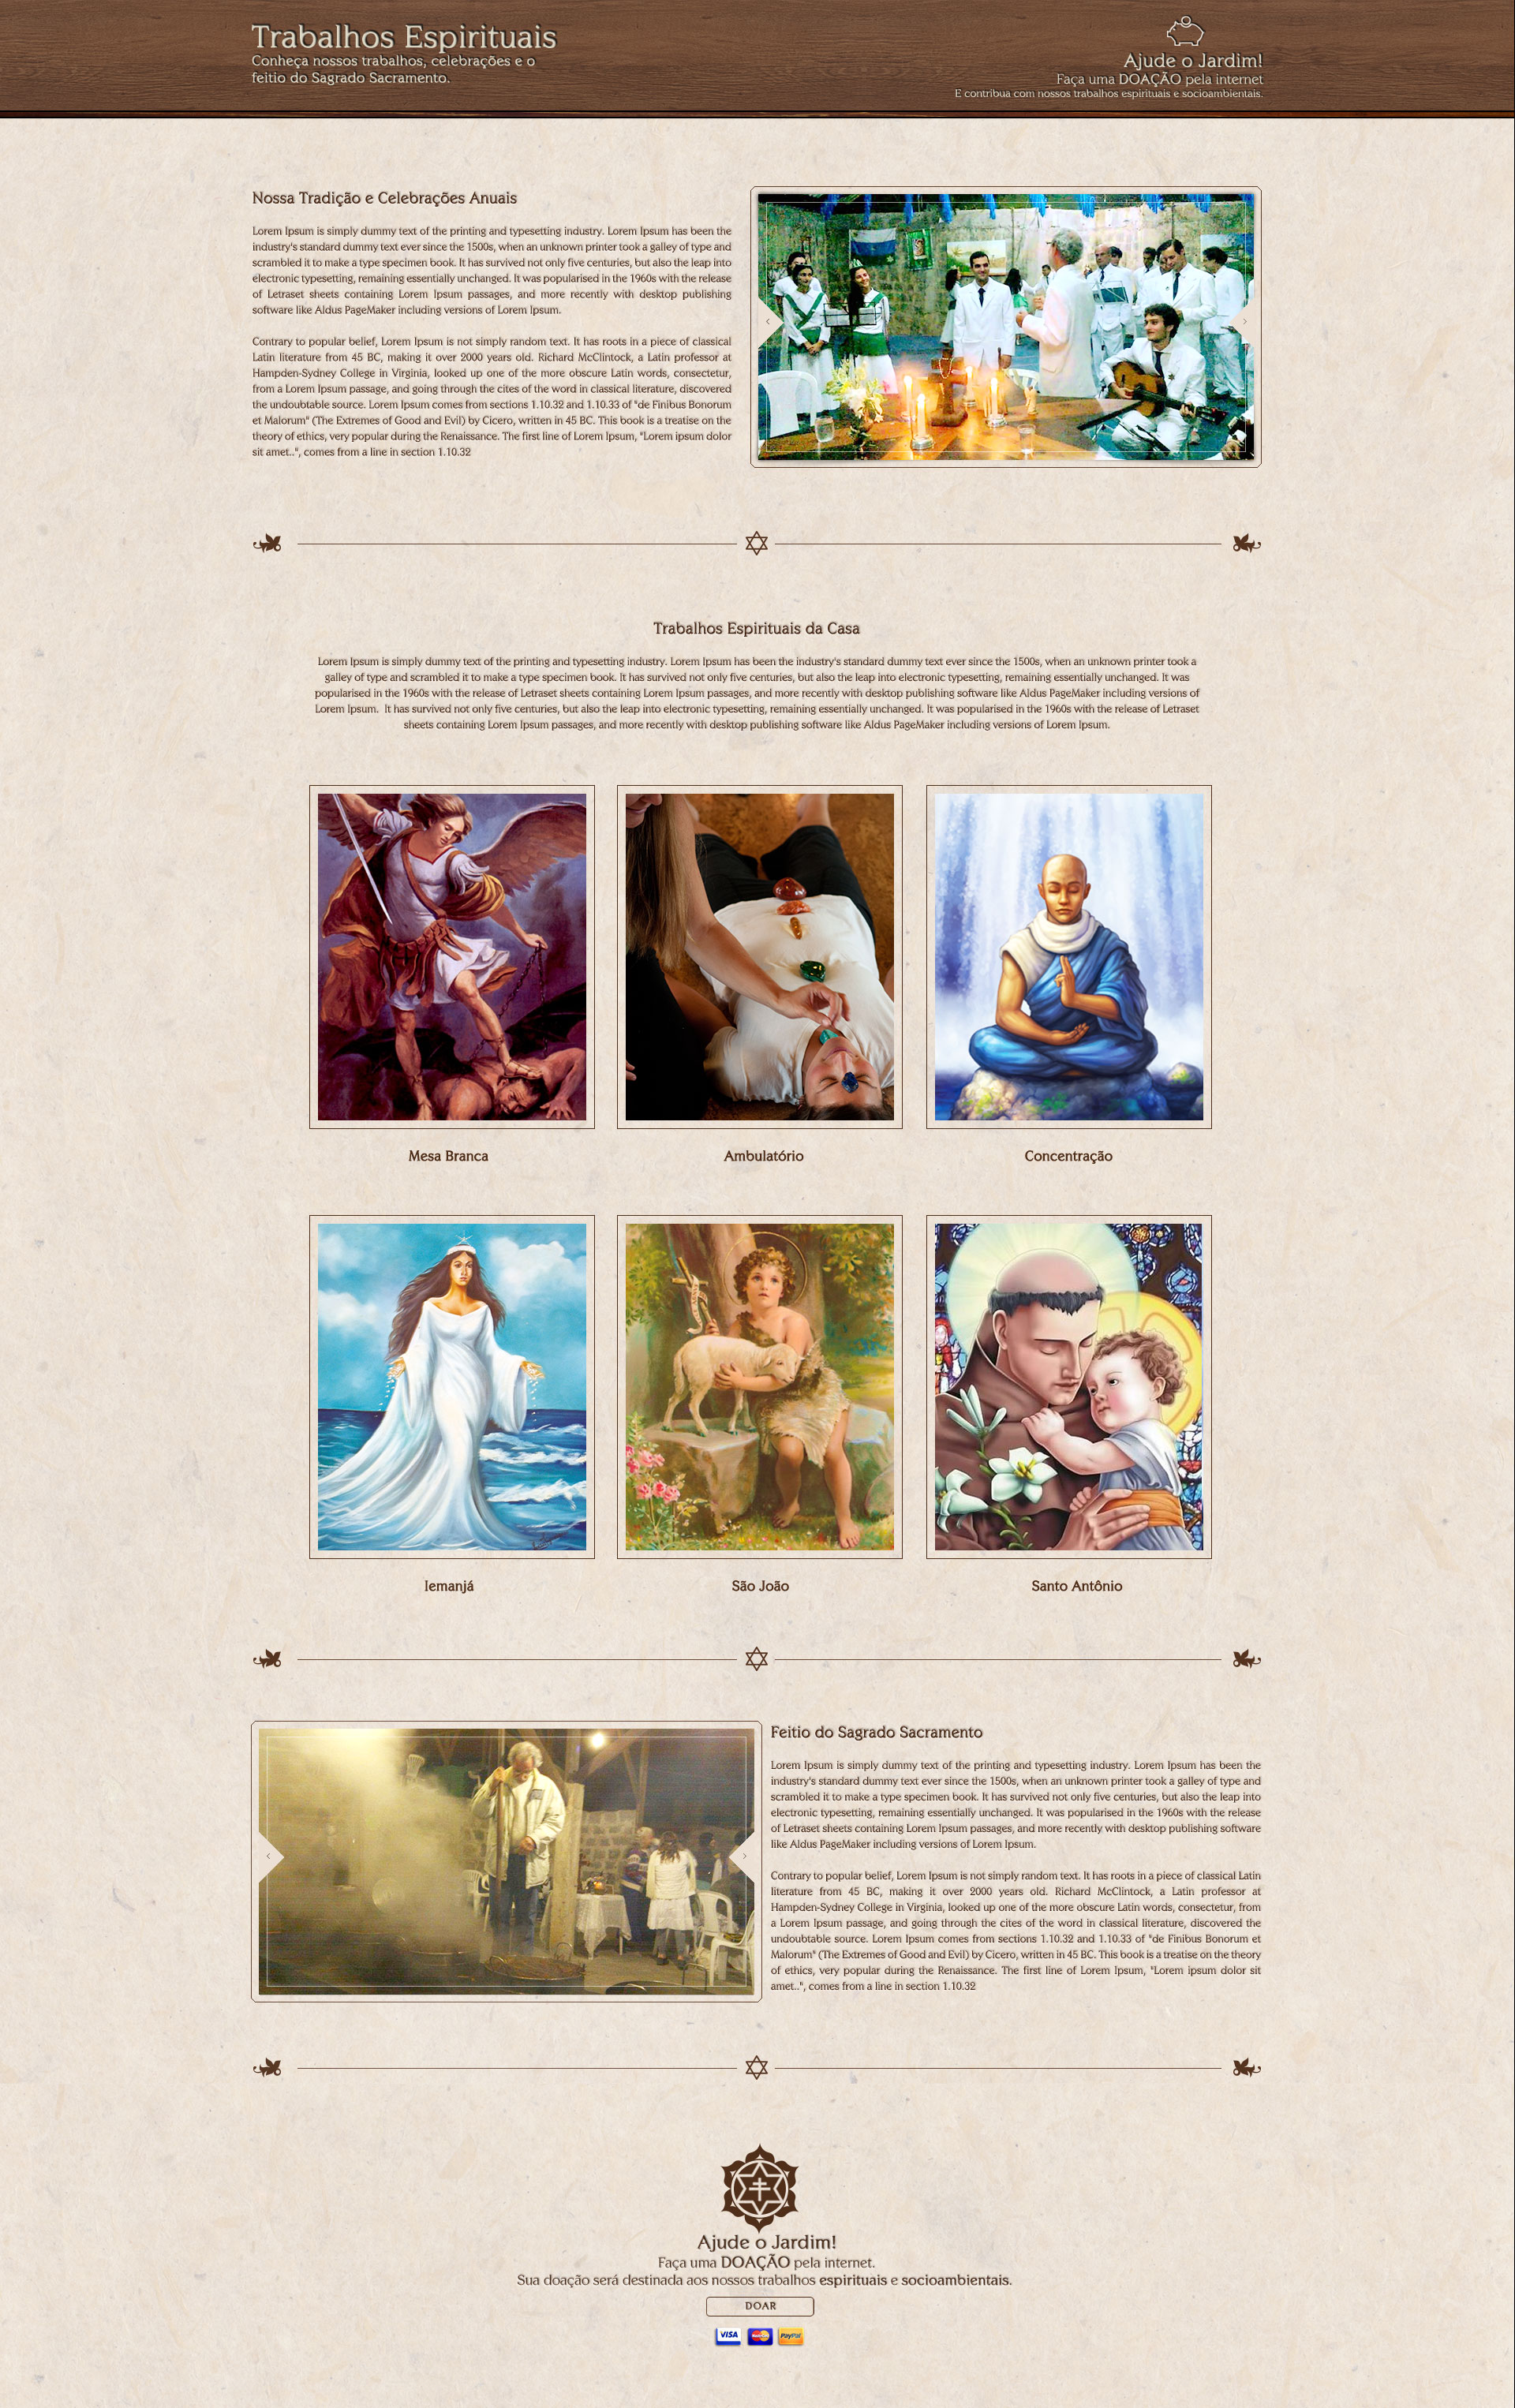 Trabalhos Espirituais
Conheça nossos trabalhos, celebrações e o
feitio do Sagrado Sacramento.
Ajude o Jardim!
Faça uma DOAÇÃO pela internet
E contribua com nossos trabalhos espirituais e socioambientais.
Nossa Tradição e Celebrações Anuais
Lorem Ipsum is simply dummy text of the printing and typesetting industry. Lorem Ipsum has been the
industry's standard dummy text ever since the 1500s, when an unknown printer took a galley of type and
scrambled it to make a type specimen book. It has survived not only five centuries, but also the leap into
electronic typesetting, remaining essentially unchanged. It was popularised in the 1960s with the release
of Letraset sheets containing Lorem Ipsum passages, and more recently with desktop publishing
software like Aldus PageMaker including versions of Lorem Ipsum.
Contrary to popular belief, Lorem Ipsum is not simply random text. It has roots in a piece of classical
Latin literature from 45 BC, making it over 2000 years old. Richard McClintock, a Latin professor at
Hampden-Sydney College in Virginia, looked up one of the more obscure Latin words, consectetur,
from a Lorem Ipsum passage, and going through the cites of the word in classical literature, discovered
the undoubtable source. Lorem Ipsum comes from sections 1.10.32 and 1.10.33 of "de Finibus Bonorum
et Malorum" (The Extremes of Good and Evil) by Cicero, written in 45 BC. This book is a treatise on the
theory of ethics, very popular during the Renaissance. The first line of Lorem Ipsum, "Lorem ipsum dolor
sit amet..", comes from a line in section 1.10.32
Trabalhos Espirituais da Casa
Lorem Ipsum is simply dummy text of the printing and typesetting industry. Lorem Ipsum has been the industry's standard dummy text ever since the 1500s, when an unknown printer took a
galley of type and scrambled it to make a type specimen book. It has survived not only five centuries, but also the leap into electronic typesetting, remaining essentially unchanged. It was
popularised in the 1960s with the release of Letraset sheets containing Lorem Ipsum passages, and more recently with desktop publishing software like Aldus PageMaker including versions of
Lorem Ipsum. It has survived not only five centuries, but also the leap into electronic typesetting, remaining essentially unchanged. It was popularised in the 1960s with the release of Letraset
sheets containing Lorem Ipsum passages, and more recently with desktop publishing software like Aldus PageMaker including versions of Lorem Ipsum.
Mesa Branca
Ambulatório
Concentração
Iemanjá
São João
Santo Antônio
Feitio do Sagrado Sacramento
Lorem Ipsum is simply dummy text of the printing and typesetting industry. Lorem Ipsum has been the
industry's standard dummy text ever since the 1500s, when an unknown printer took a galley of type and
scrambled it to make a type specimen book. It has survived not only five centuries, but also the leap into
electronic typesetting, remaining essentially unchanged. It was popularised in the 1960s with the release
of Letraset sheets containing Lorem Ipsum passages, and more recently with desktop publishing software
like Aldus PageMaker including versions of Lorem Ipsum.
Contrary to popular belief, Lorem Ipsum is not simply random text. It has roots in a piece of classical Latin
literature from 45 BC, making it over 2000 years old. Richard McClintock, a Latin professor at
Hampden-Sydney College in Virginia, looked up one of the more obscure Latin words, consectetur, from
a Lorem Ipsum passage, and going through the cites of the word in classical literature, discovered the
undoubtable source. Lorem Ipsum comes from sections 1.10.32 and 1.10.33 of "de Finibus Bonorum et
Malorum" (The Extremes of Good and Evil) by Cicero, written in 45 BC. This book is a treatise on the theory
of ethics, very popular during the Renaissance. The first line of Lorem Ipsum, "Lorem ipsum dolor sit
amet..", comes from a line in section 1.10.32
Ajude o Jardim!
Faça uma DOAÇÃO pela internet.
Sua doação será destinada aos nossos trabalhos espirituais e socioambientais.
DOAR
VISA MasterCard PayPal